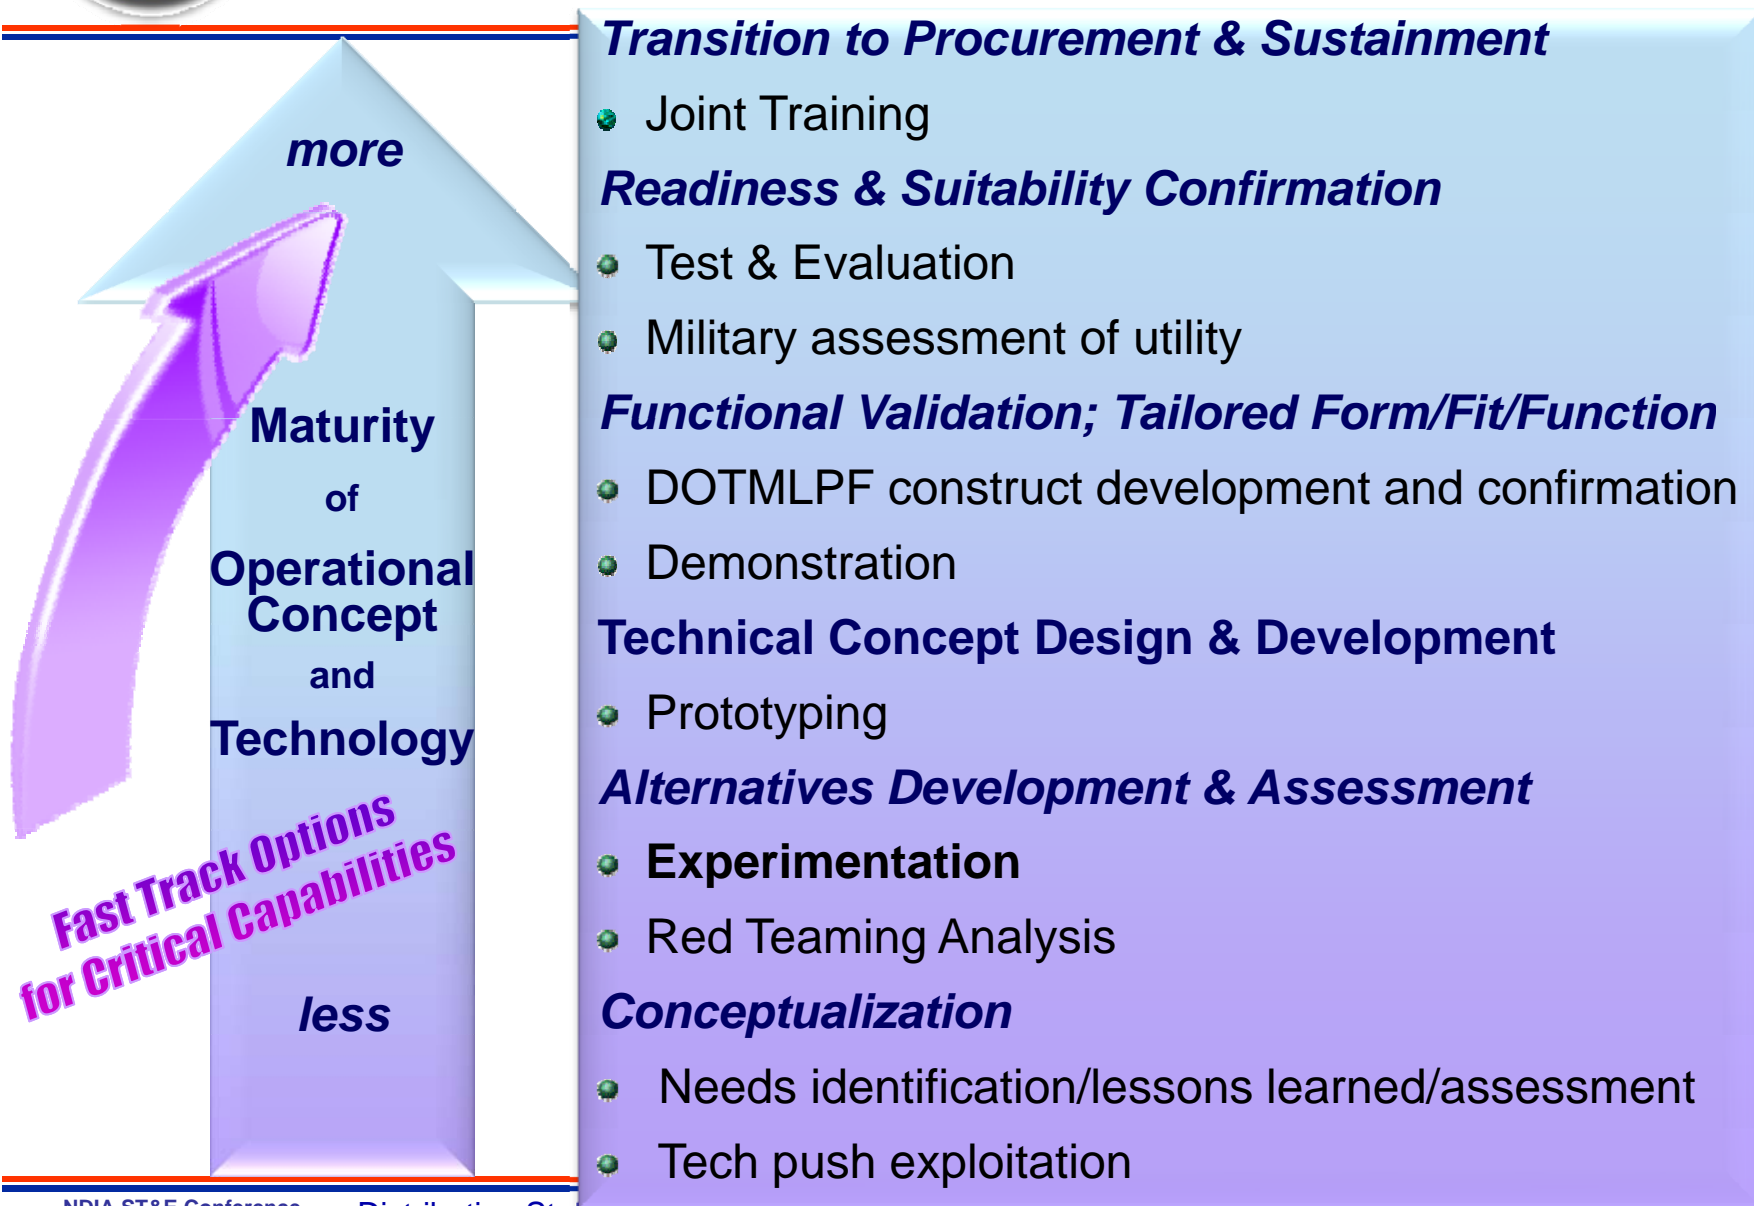 more
Maturity
of
Operational
Concept
and
Technology
Fast Track Options
for Critical Capabilities
less
Transition to Procurement & Sustainment
Joint Training
Readiness & Suitability Confirmation
Test & Evaluation
Military assessment of utility
Functional Validation; Tailored Form/Fit/Function
DOTMLPF construct development and confirmation
Demonstration
Technical Concept Design & Development
Prototyping
Alternatives Development & Assessment
Experimentation
Red Teaming Analysis
Conceptualization
Needs identification/lessons learned/assessment
Tech push exploitation
NDIA ST&E Conference